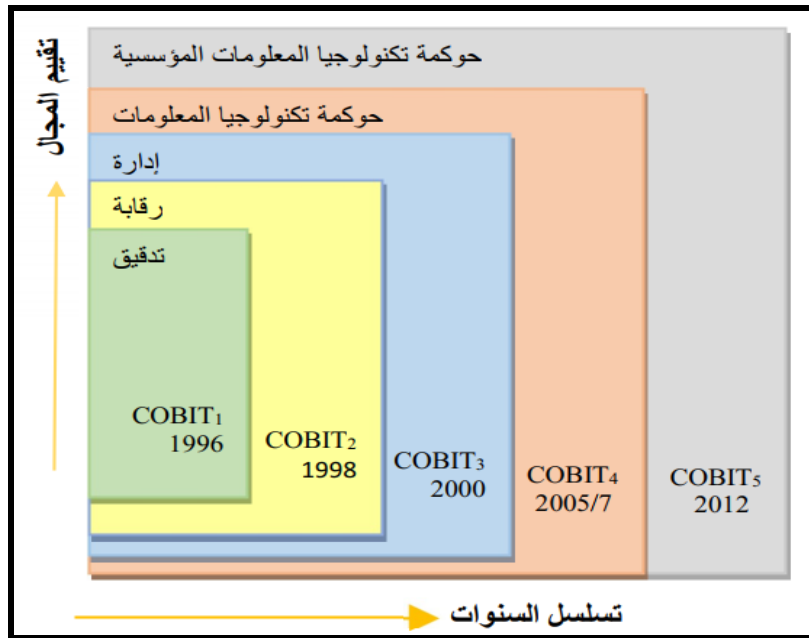 تقييم المجال
حوكمة تكنولوجيا المعلومات المؤسسية
حوكمة تكنولوجيا المعلومات
إدارة
رقابة
تدقيق
COBIT₁
1996
COBIT₂
1998
COBIT₃
2000
COBIT₄
2005/7
COBIT₅
2012
تسلسل السنوات